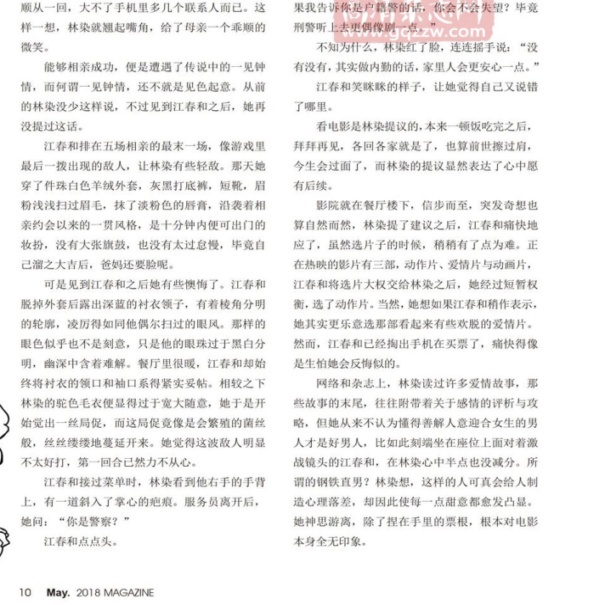 顺从一回，大不了手机里多几个联系人而已。这
样一想，林染就翘起嘴角，给了母亲一个乖顺的
微笑。
能够相亲成功，便是遭遇了传说中的一见钟
情，而何谓一见钟情，还不就是见色起意。从前
的林染没少这样说，不过见到江春和之后，她再
没提过这话。
江春和排在五场相亲的最末一场，像游戏里
最后一拨出现的敌人，让林染有些轻敌。那天她
穿了件珠白色羊绒外套，灰黑打底裤，短靴，眉
粉浅浅扫过眉毛，抹了淡粉色的唇膏，沿袭着相
亲约会以来的一贯风格，是十分钟内便可出门的
妆扮，没有大张旗鼓，也没有太过怠慢，毕竟自
己溜之大吉后，爸妈还要脸呢。
可是见到江春和之后她有些懊悔了。江春和
脱掉外套后露出深蓝的衬衣领子，有着棱角分明
的轮廓，凌厉得如同他偶尔扫过的眼风。那样的
眼色似乎也不是刻意，只是他的眼珠过于黑白分
明，幽深中含着难解。餐厅里很暖，江春和却始
终将衬衣的领口和袖口系得紧实妥帖。相较之下
林染的驼色毛衣便显得过于宽大随意，她于是开
始觉出一丝局促，而这局促竟像是会繁殖的菌丝
般，丝丝缕缕地蔓延开来。她觉得这波敌人明显
不太好打，第一回合已然力不从心。
江春和接过菜单时，林染看到他右手的手背
上，有一道斜入了掌心的疤痕。服务员离开后，
她问：“你是警察？”
江春和点点头。
果我告诉你是户籍警的话，你会不会失望？毕竟
刑警听上去更偶像剧一点。”
www.gqzzw.com
不知为什么，林染红了脸，连连摇手说：“没
有没有，其实做内勤的话，家里人会更安心一点。”
江春和笑眯眯的样子，让她觉得自己又说错
了哪里。
看电影是林染提议的，本来一顿饭吃完之后，
拜拜再见，各回各家就是了，也算前世擦过肩，
今生会过面了，而林染的提议显然表达了心中愿
有后续。
影院就在餐厅楼下，信步而至，突发奇想也
算自然而然，林染提了建议之后，江春和痛快地
应了，虽然选片子的时候，稍稍有了点为难。正
在热映的影片有三部，动作片、爱情片与动画片，
江春和将选片大权交给林染之后，她经过短暂权
衡，选了动作片。当然，她想如果江春和稍作表示，
她其实更乐意选那部看起来有些欢脱的爱情片。
然而，江春和已经掏出手机在买票了，痛快得像
是生怕她会反悔似的。
网络和杂志上，林染读过许多爱情故事，那
些故事的末尾，往往附带着关于感情的评析与攻
略，但她从来不认为懂得善解人意迎合女生的男
人才是好男人，比如此刻端坐在座位上面对着激
战镜头的江春和，在林染心中半点也没减分。所
谓的钢铁直男？林染想，这样的人可真会给人制
造心理落差，却因此使每一点甜意都愈发凸显。
她神思游离，除了捏在手里的票根，根本对电影
本身全无印象。
10 May. 2018 MAGAZINE